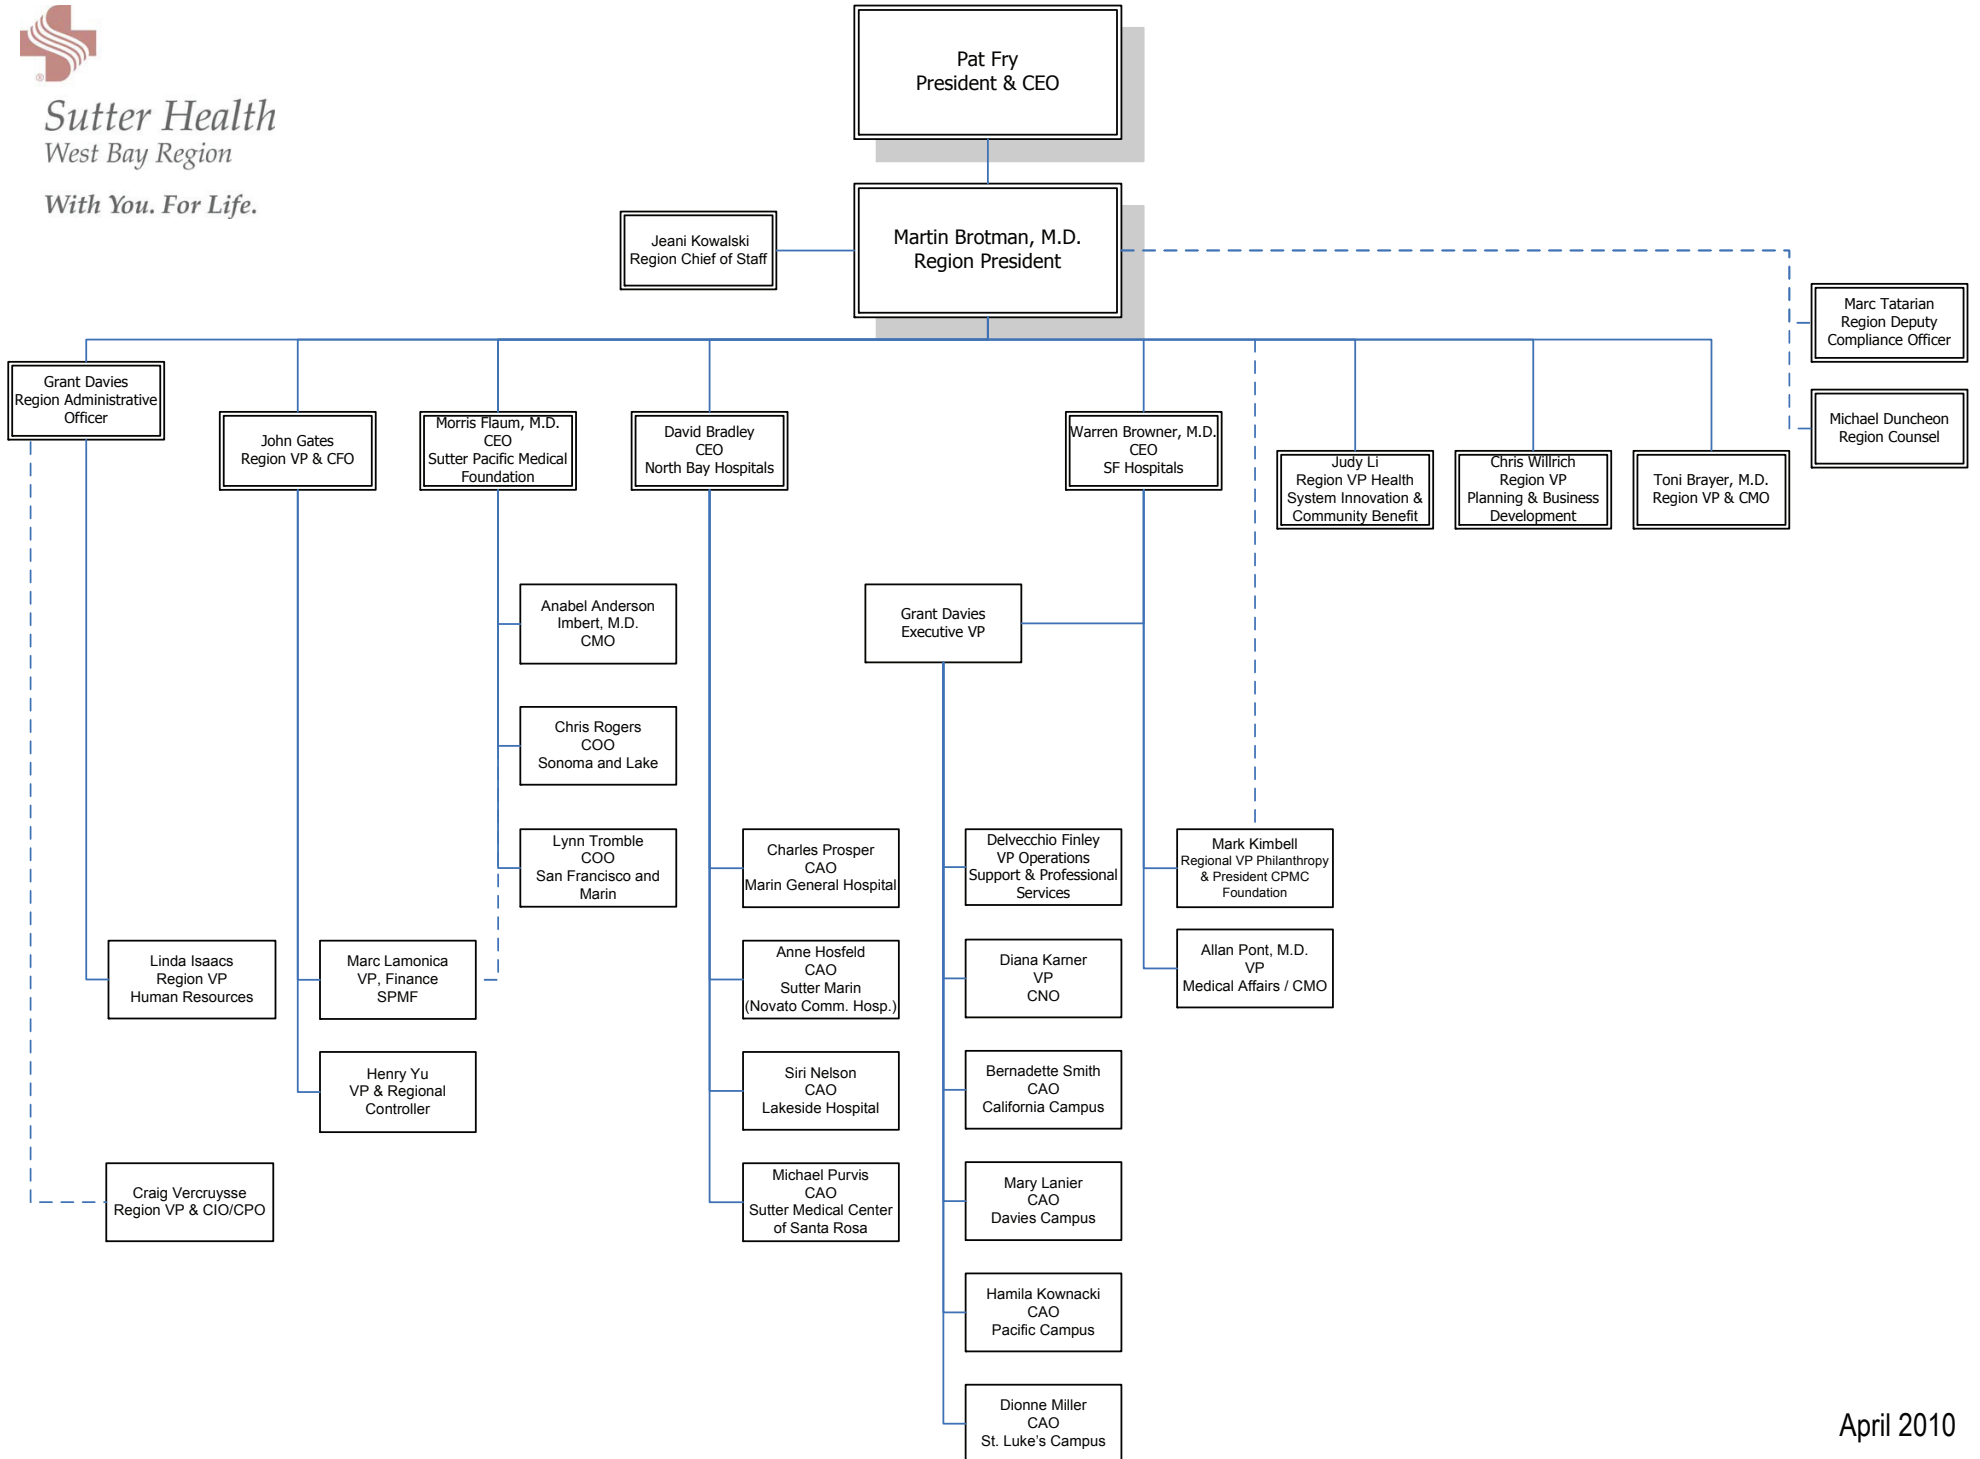 ®
Sutter Health
West Bay Region
With You. For Life.
Pat Fry
President & CEO
Martin Brotman, M.D.
Region President
Jeani Kowalski
Region Chief of Staff
Marc Tatarian
Region Deputy
Compliance Officer
Michael Duncheon
Region Counsel
Grant Davies
Region Administrative
Officer
John Gates
Region VP & CFO
Morris Flaum, M.D.
CEO
Sutter Pacific Medical
Foundation
David Bradley
CEO
North Bay Hospitals
Warren Browner, M.D.
CEO
SF Hospitals
Judy Li
Region VP Health
System Innovation &
Community Benefit
Chris Willrich
Region VP
Planning & Business
Development
Toni Brayer, M.D.
Region VP & CMO
Anabel Anderson
Imbert, M.D.
CMO
Chris Rogers
COO
Sonoma and Lake
Lynn Tromble
COO
San Francisco and
Marin
Grant Davies
Executive VP
Charles Prosper
CAO
Marin General Hospital
Delvecchio Finley
VP Operations
Support & Professional
Services
Mark Kimbell
Regional VP Philanthropy
& President CPMC
Foundation
Linda Isaacs
Region VP
Human Resources
Marc Lamonica
VP, Finance
SPMF
Anne Hosfeld
CAO
Sutter Marin
(Novato Comm. Hosp.)
Diana Karner
VP
CNO
Allan Pont, M.D.
VP
Medical Affairs / CMO
Henry Yu
VP & Regional
Controller
Siri Nelson
CAO
Lakeside Hospital
Bernadette Smith
CAO
California Campus
Craig Vercruysse
Region VP & CIO/CPO
Michael Purvis
CAO
Sutter Medical Center
of Santa Rosa
Mary Lanier
CAO
Davies Campus
Hamila Kownacki
CAO
Pacific Campus
Dionne Miller
CAO
St. Luke's Campus
April 2010